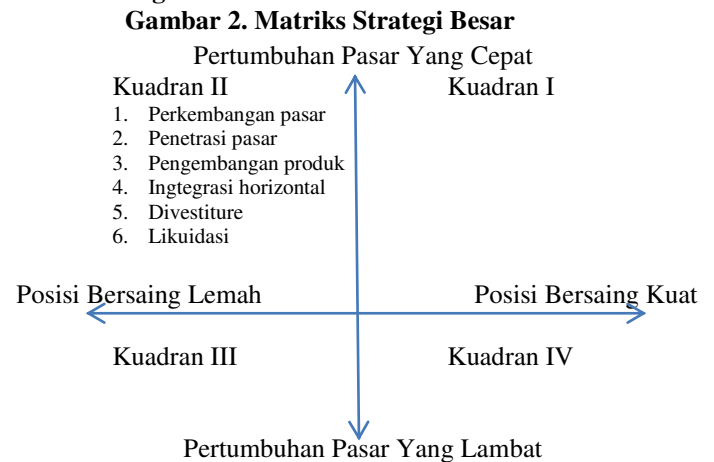 Gambar 2. Matriks Strategi Besar
Pertumbuhan Pasar Yang Cepat
Kuadran II
Kuadran I
1. Perkembangan pasar
2. Penetrasi pasar
3. Pengembangan produk
4. Ingtegrasi horizontal
5. Divestiture
6. Likuidasi
Posisi Bersaing Lemah
Posisi Bersaing Kuat
Kuadran III
Kuadran IV
Pertumbuhan Pasar Yang Lambat